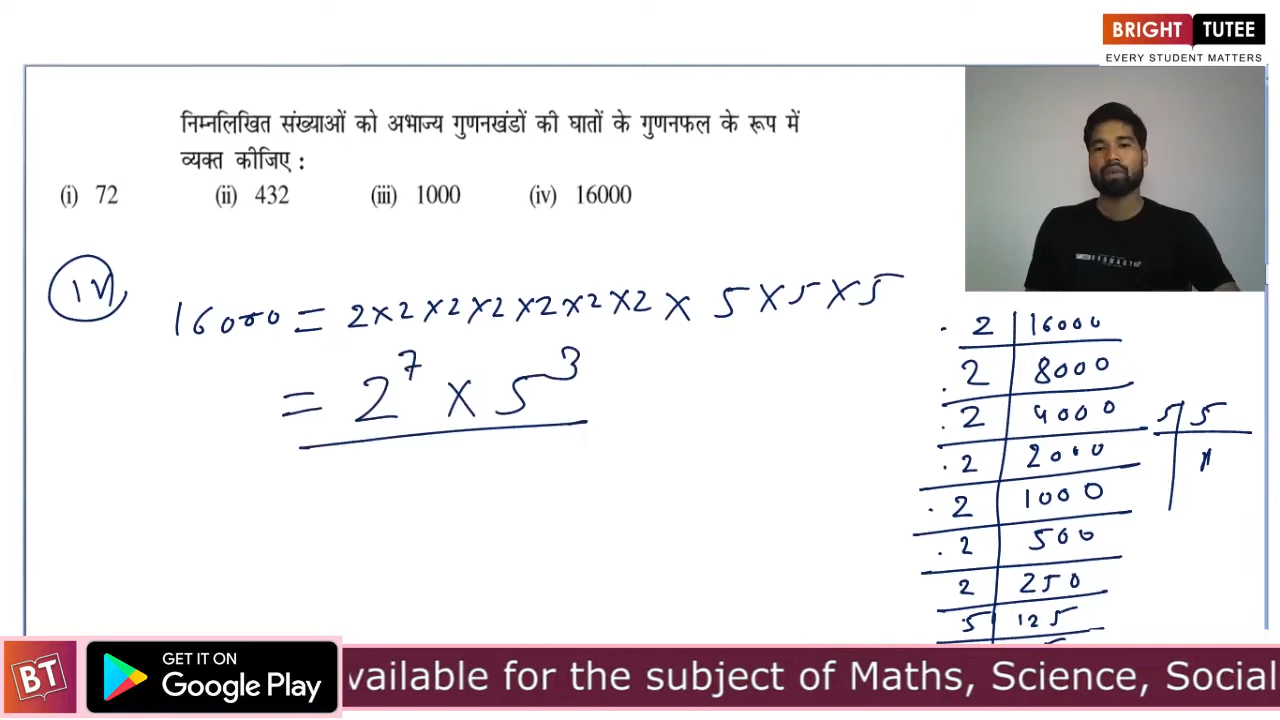 BRIGHT TUTEE
EVERY STUDENT MATTERS
निम्नलिखित संख्याओं को अभाज्य गुणनखंडों की घातों के गुणनफल के रूप में
व्यक्त कीजिए :
(i) 72 (ii) 432 (iii) 1000 (iv) 16000
iv
16000 = 2×2×2×2×2×2×2 × 5×5×5
= 2⁷ × 5³
2 | 16000
2 | 8000
2 | 4000
2 | 2000
2 | 1000
2 | 500
2 | 250
5 | 125
5 | 5
1
BT
GET IT ON
Google Play
vailable for the subject of Maths, Science, Social